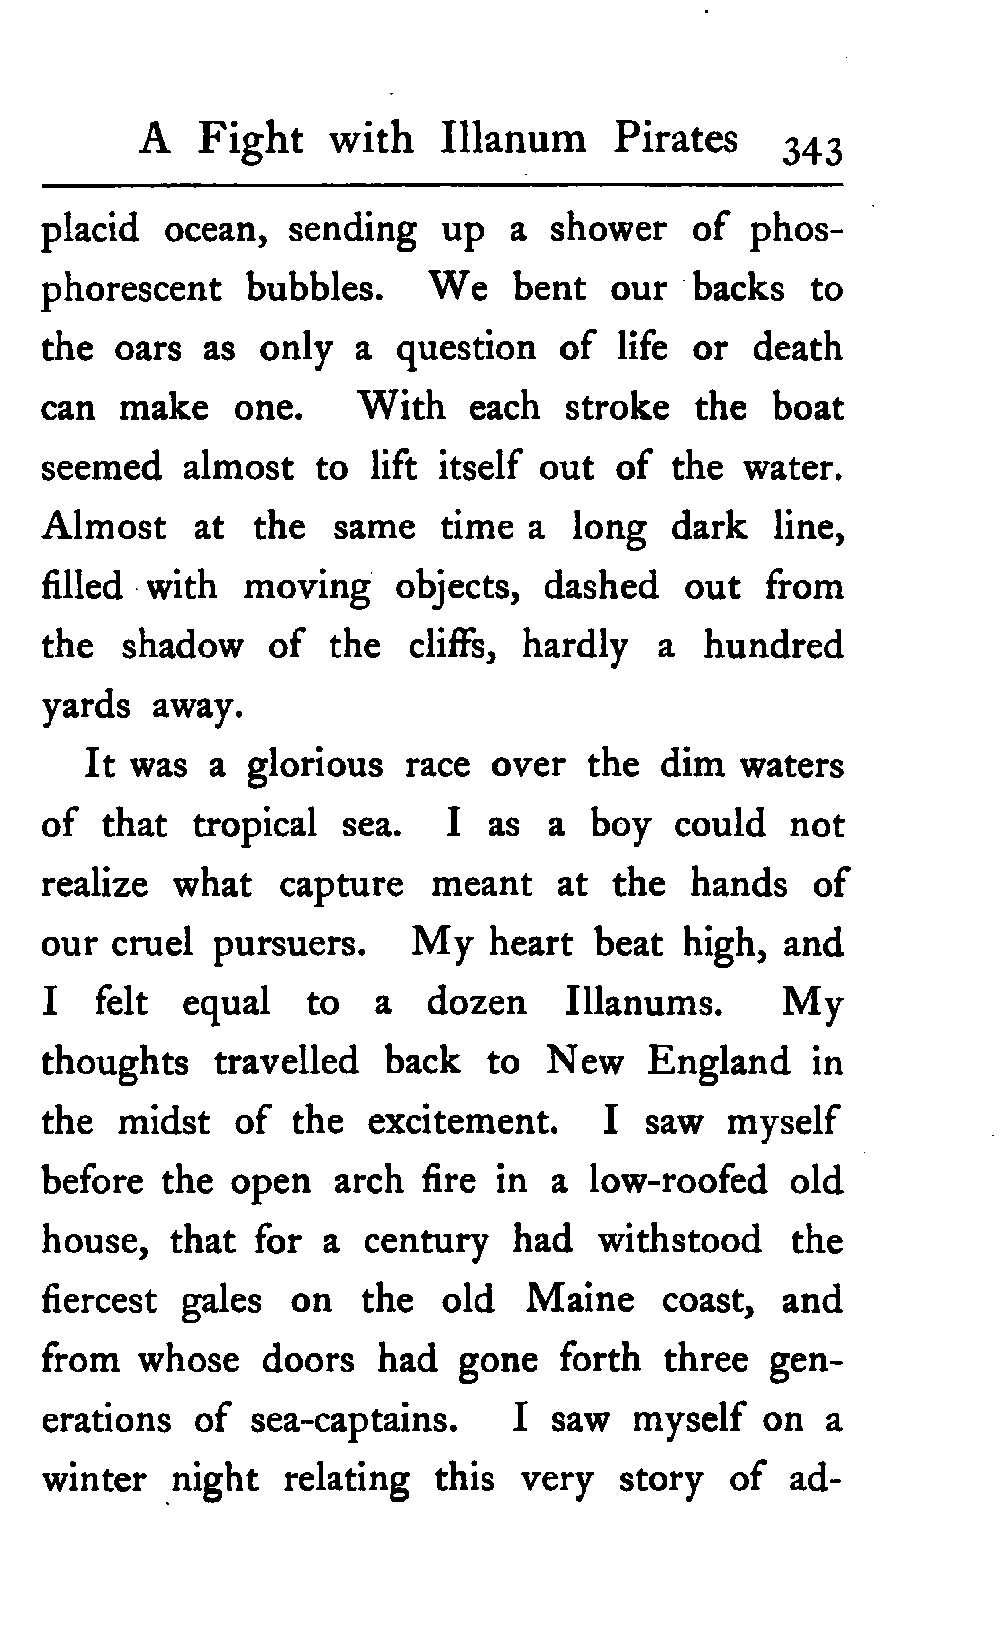 A Fight with Illanum Pirates 343
placid ocean, sending up a shower of phos-
phorescent bubbles. We bent our backs to
the oars as only a question of life or death
can make one. With each stroke the boat
seemed almost to lift itself out of the water.
Almost at the same time a long dark line,
filled with moving objects, dashed out from
the shadow of the cliffs, hardly a hundred
yards away.
It was a glorious race over the dim waters
of that tropical sea. I as a boy could not
realize what capture meant at the hands of
our cruel pursuers. My heart beat high, and
I felt equal to a dozen Illanums. My
thoughts travelled back to New England in
the midst of the excitement. I saw myself
before the open arch fire in a low-roofed old
house, that for a century had withstood the
fiercest gales on the old Maine coast, and
from whose doors had gone forth three gen-
erations of sea-captains. I saw myself on a
winter night relating this very story of ad-